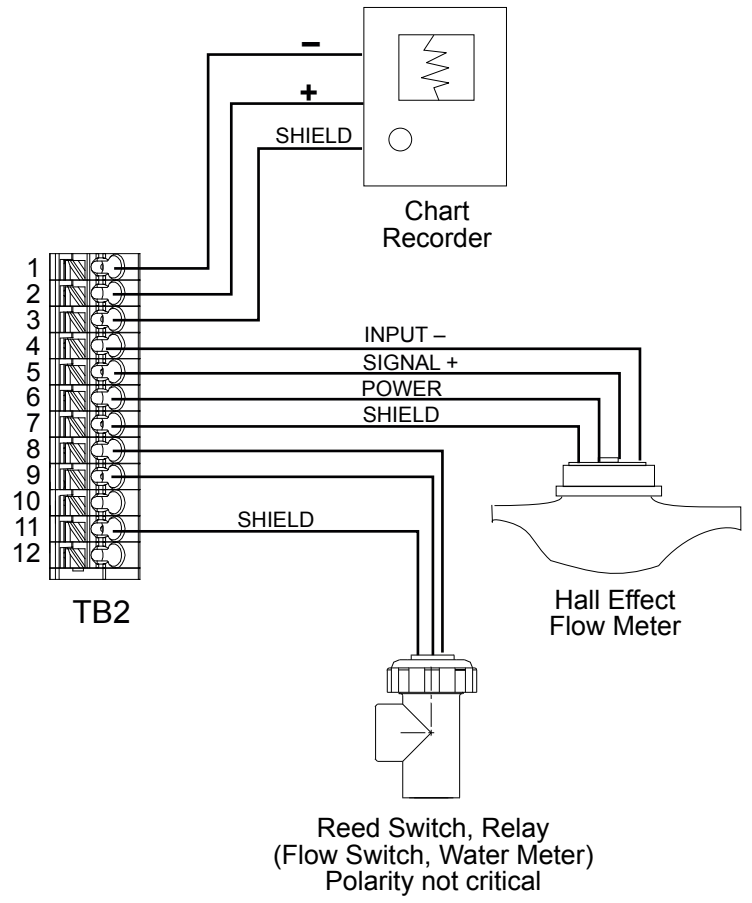 –
+
SHIELD
Chart
Recorder
1
2
3
4
5
6
7
8
9
10
11
12
INPUT –
SIGNAL +
POWER
SHIELD
SHIELD
TB2
Hall Effect
Flow Meter
Reed Switch, Relay
(Flow Switch, Water Meter)
Polarity not critical